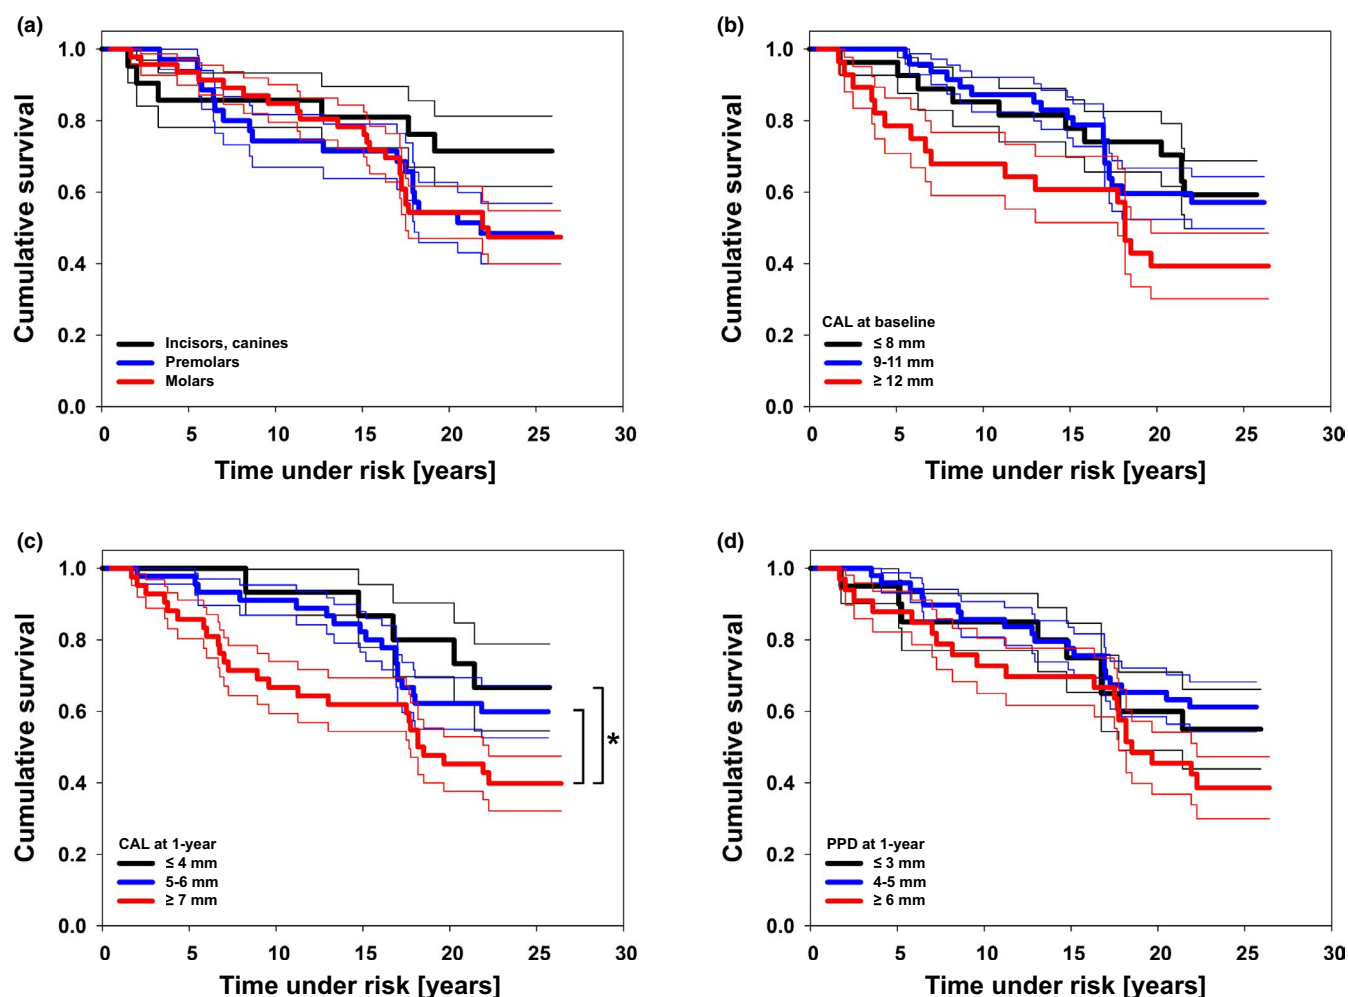 (a)
Cumulative survival
1.0
0.8
0.6
0.4
0.2
0.0
Incisors, canines
Premolars
Molars
0 5 10 15 20 25 30
Time under risk [years]
(b)
Cumulative survival
1.0
0.8
0.6
0.4
0.2
0.0
CAL at baseline
≤ 8 mm
9-11 mm
≥ 12 mm
0 5 10 15 20 25 30
Time under risk [years]
(c)
Cumulative survival
1.0
0.8
0.6
0.4
0.2
0.0
*
CAL at 1-year
≤ 4 mm
5-6 mm
≥ 7 mm
0 5 10 15 20 25 30
Time under risk [years]
(d)
Cumulative survival
1.0
0.8
0.6
0.4
0.2
0.0
PPD at 1-year
≤ 3 mm
4-5 mm
≥ 6 mm
0 5 10 15 20 25 30
Time under risk [years]